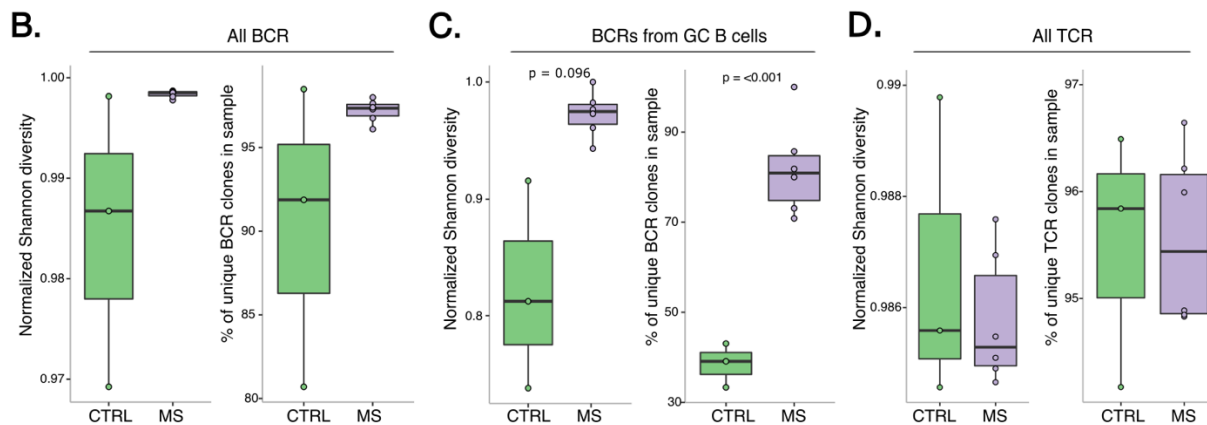 B.
All BCR
Normalized Shannon diversity
1.00
0.99
0.98
0.97
CTRL
MS
% of unique BCR clones in sample
95
90
85
80
CTRL
MS
C.
BCRs from GC B cells
Normalized Shannon diversity
p = 0.096
1.0
0.9
0.8
CTRL
MS
% of unique BCR clones in sample
p = <0.001
90
70
50
30
CTRL
MS
D.
All TCR
Normalized Shannon diversity
0.99
0.988
0.986
CTRL
MS
% of unique TCR clones in sample
97
96
95
CTRL
MS